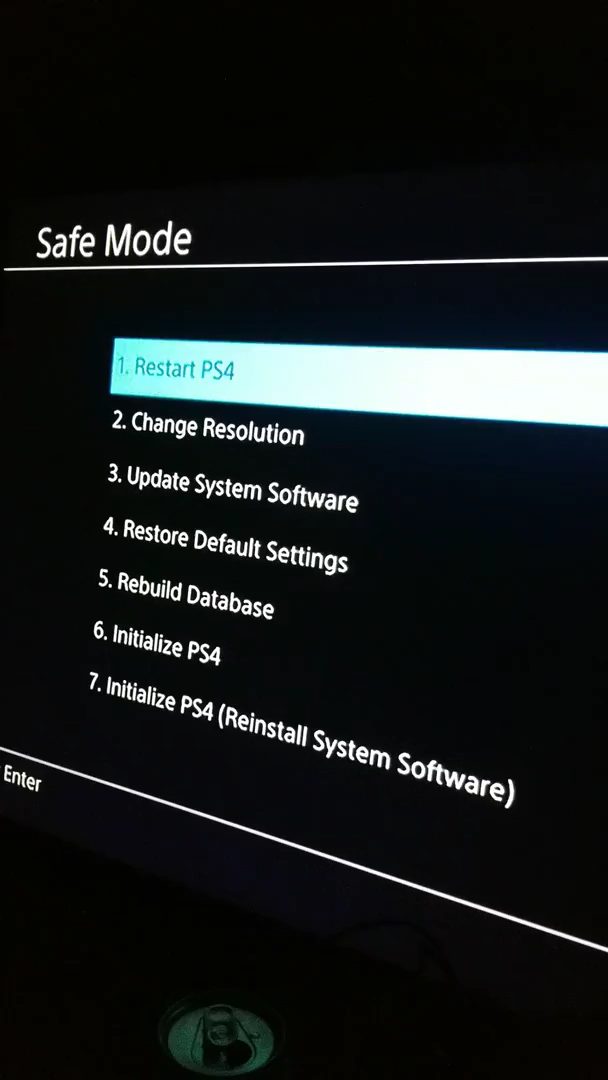 Safe Mode
1. Restart PS4
2. Change Resolution
3. Update System Software
4. Restore Default Settings
5. Rebuild Database
6. Initialize PS4
7. Initialize PS4 (Reinstall System Software)
Enter